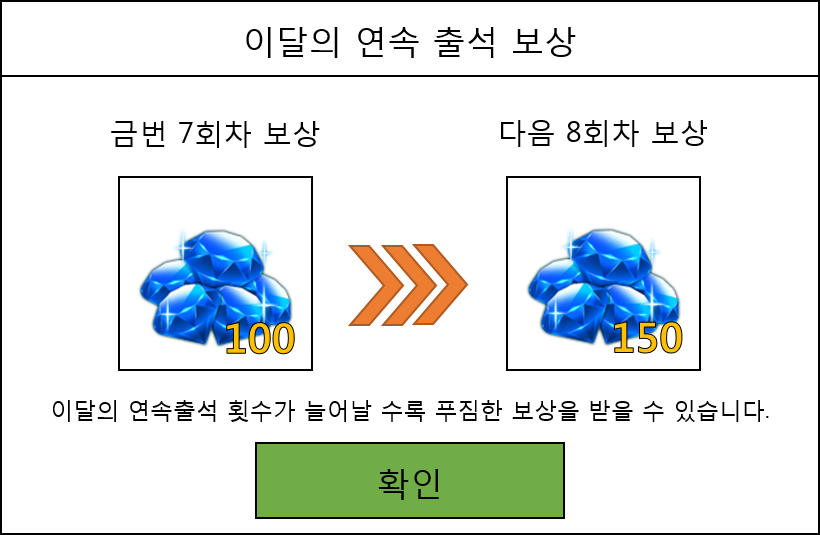 이달의 연속 출석 보상
금번 7회차 보상
다음 8회차 보상
100
150
이달의 연속출석 횟수가 늘어날 수록 푸짐한 보상을 받을 수 있습니다.
확인